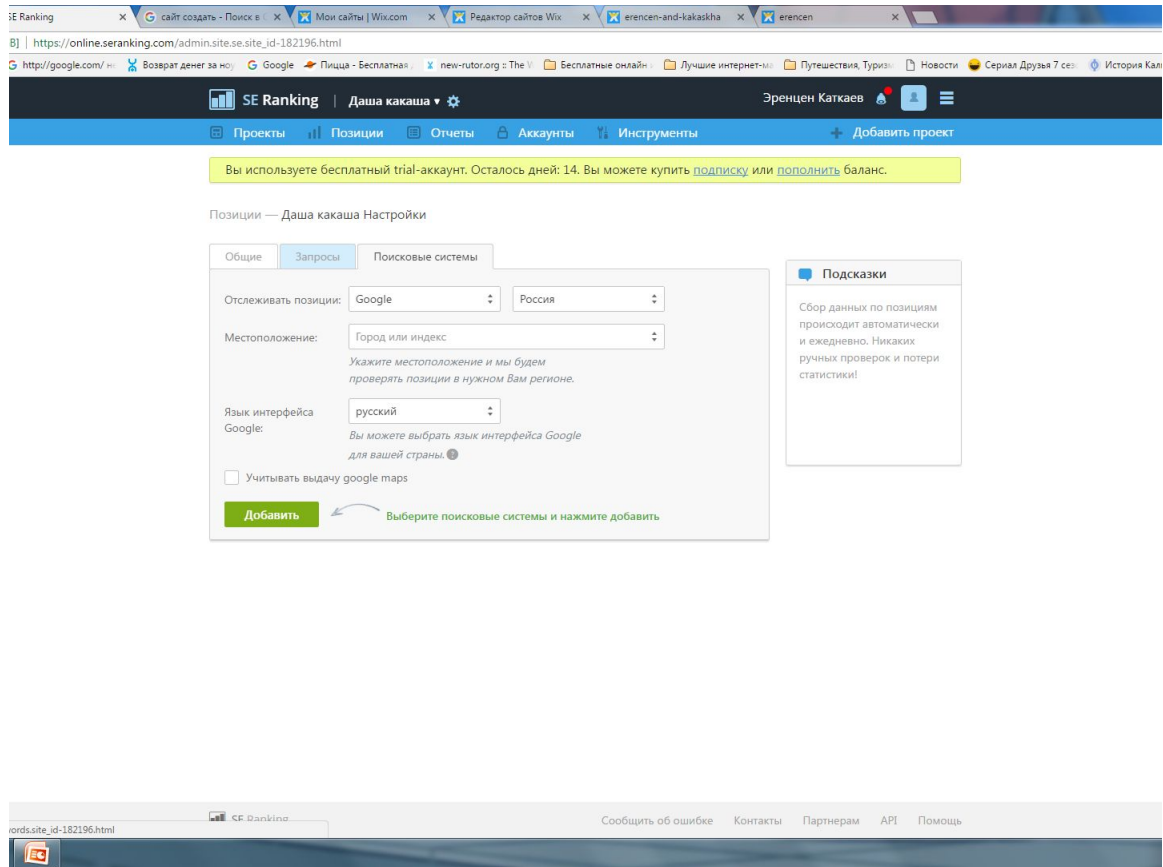 SE Ranking
сайт создать - Поиск в
Мои сайты | Wix.com
Редактор сайтов Wix
erencen-and-kakaskha
erencen
https://online.seranking.com/admin.site.se.site_id-182196.html
http://google.com/
Возврат денег за
Google
Пицца - Бесплатная
new-rutor.org :: The
Бесплатные онлайн
Лучшие интернет-ма
Путешествия, Туриз
Новости
Сериал Друзья 7 сез
История Кал
SE Ranking | Даша какаша
Эренцен Каткаев
Проекты
Позиции
Отчеты
Аккаунты
Инструменты
Добавить проект
Вы используете бесплатный trial-аккаунт. Осталось дней: 14. Вы можете купить подписку или пополнить баланс.
Позиции — Даша какаша Настройки
Общие
Запросы
Поисковые системы
Отслеживать позиции:
Google
Россия
Местоположение:
Город или индекс
Укажите местоположение и мы будем
проверять позиции в нужном Вам регионе.
Язык интерфейса
Google:
русский
Вы можете выбрать язык интерфейса Google
для вашей страны.
Учитывать выдачу google maps
Добавить
Выберите поисковые системы и нажмите добавить
Подсказки
Сбор данных по позициям
происходит автоматически
и ежедневно. Никаких
ручных проверок и потери
статистики!
SE Ranking
Сообщить об ошибке
Контакты
Партнерам
API
Помощь
words.site_id-182196.html